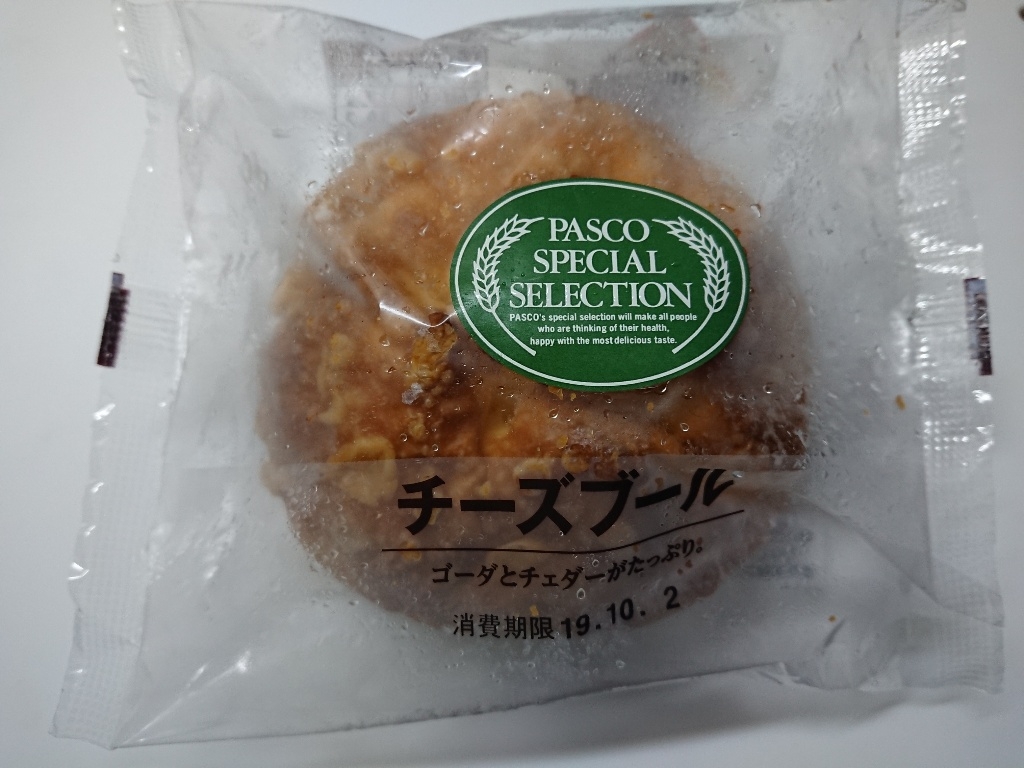 PASCO
SPECIAL
SELECTION
PASCO's special selection will make all people
who are thinking of their health,
happy with the most delicious taste.
チーズブール
ゴーダとチェダーがたっぷり。
消費期限 19.10. 2